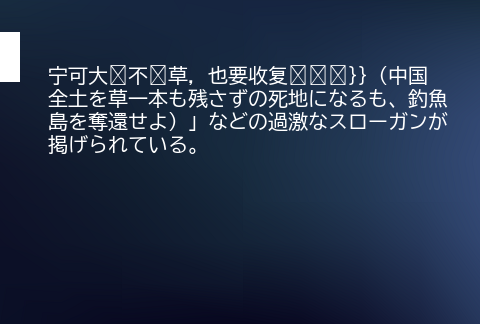 宁可大〿不〿草，也要收复〿〿〿}}（中国
全土を草一本も残さずの死地になるも、釣魚
島を奪還せよ）」などの過激なスローガンが
掲げられている。